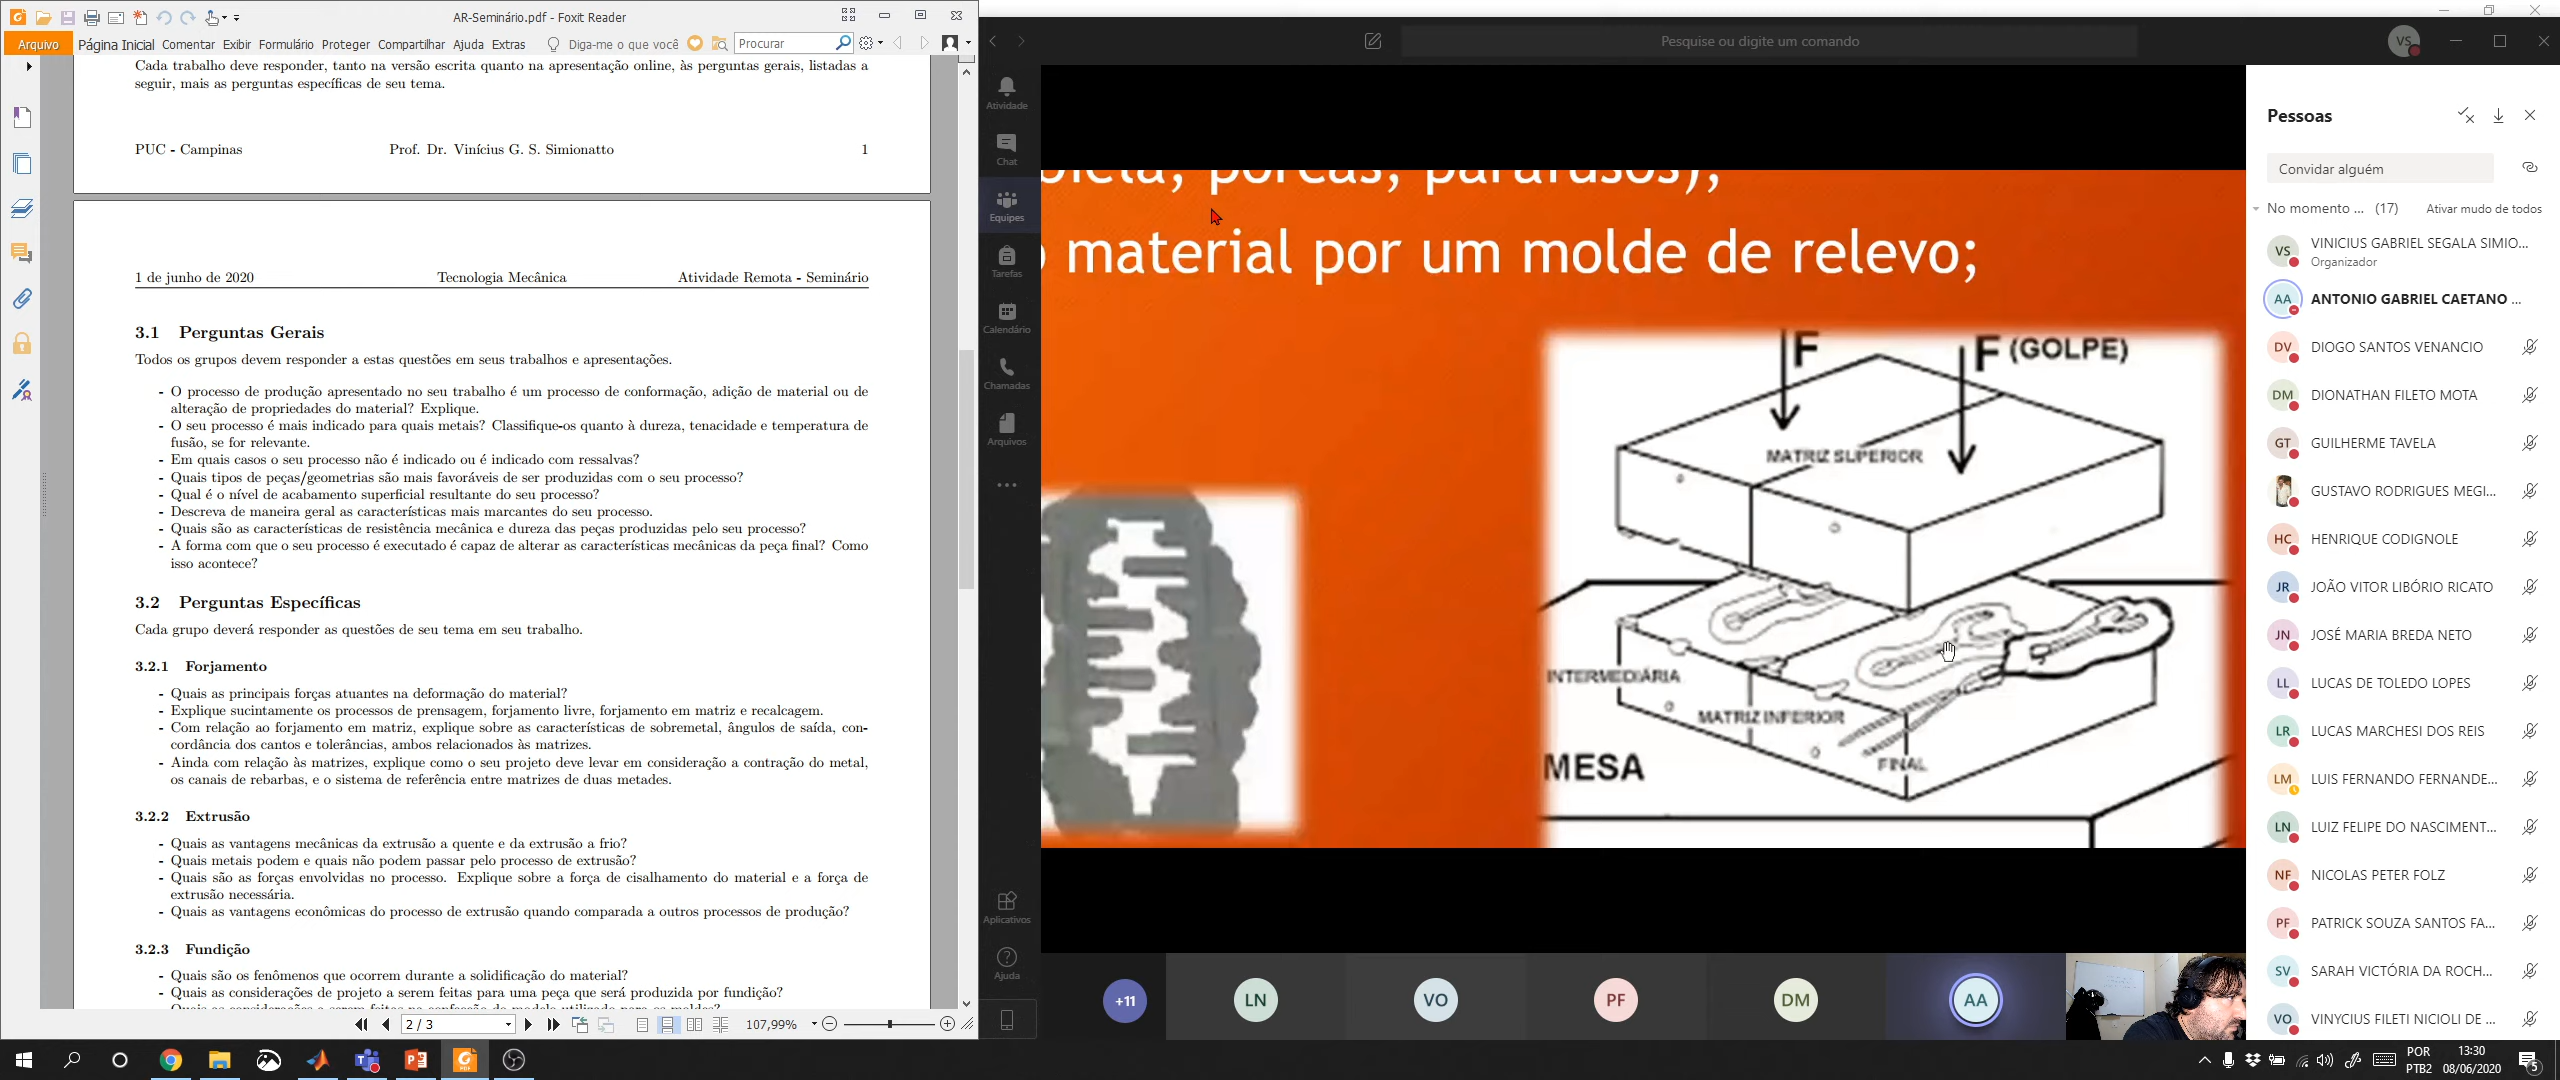 AR-Seminário.pdf - Foxit Reader
Arquivo Página Inicial Comentar Exibir Formulário Proteger Compartilhar Ajuda Extras Diga-me o que você Procurar
Cada trabalho deve responder, tanto na versão escrita quanto na apresentação online, às perguntas gerais, listadas a
seguir, mais as perguntas específicas de seu tema.
PUC - Campinas Prof. Dr. Vinícius G. S. Simionatto 1
1 de junho de 2020 Tecnologia Mecânica Atividade Remota - Seminário
3.1 Perguntas Gerais
Todos os grupos devem responder a estas questões em seus trabalhos e apresentações.
- O processo de produção apresentado no seu trabalho é um processo de conformação, adição de material ou de
alteração de propriedades do material? Explique.
- O seu processo é mais indicado para quais metais? Classifique-os quanto à dureza, tenacidade e temperatura de
fusão, se for relevante.
- Em quais casos o seu processo não é indicado ou é indicado com ressalvas?
- Quais tipos de peças/geometrias são mais favoráveis de ser produzidas com o seu processo?
- Qual é o nível de acabamento superficial resultante do seu processo?
- Descreva de maneira geral as características mais marcantes do seu processo.
- Quais são as características de resistência mecânica e dureza das peças produzidas pelo seu processo?
- A forma com que o seu processo é executado é capaz de alterar as características mecânicas da peça final? Como
isso acontece?
3.2 Perguntas Específicas
Cada grupo deverá responder as questões de seu tema em seu trabalho.
3.2.1 Forjamento
- Quais as principais forças atuantes na deformação do material?
- Explique sucintamente os processos de prensagem, forjamento livre, forjamento em matriz e recalcagem.
- Com relação ao forjamento em matriz, explique sobre as características de sobremetal, ângulos de saída, con-
cordância dos cantos e tolerâncias, ambos relacionados às matrizes.
- Ainda com relação às matrizes, explique como o seu projeto deve levar em consideração a contração do metal,
os canais de rebarbas, e o sistema de referência entre matrizes de duas metades.
3.2.2 Extrusão
- Quais as vantagens mecânicas da extrusão a quente e da extrusão a frio?
- Quais metais podem e quais não podem passar pelo processo de extrusão?
- Quais são as forças envolvidas no processo. Explique sobre a força de cisalhamento do material e a força de
extrusão necessária.
- Quais as vantagens econômicas do processo de extrusão quando comparada a outros processos de produção?
3.2.3 Fundição
- Quais são os fenômenos que ocorrem durante a solidificação do material?
- Quais as considerações de projeto a serem feitas para uma peça que será produzida por fundição?
2 / 3 107,99%
Pesquise ou digite um comando
VS
Atividade
Chat
Equipes
Tarefas
Calendário
Chamadas
Arquivos
Aplicativos
Ajuda
porcas, parafusos);
material por um molde de relevo;
F F (GOLPE)
MATRIZ SUPERIOR
INTERMEDIÁRIA
MATRIZ INFERIOR
FINAL
MESA
+11 LN VO PF DM AA
Pessoas
Convidar alguém
No momento ... (17) Ativar mudo de todos
VS VINICIUS GABRIEL SEGALA SIMIO...
Organizador
AA ANTONIO GABRIEL CAETANO ...
DV DIOGO SANTOS VENANCIO
DM DIONATHAN FILETO MOTA
GT GUILHERME TAVELA
GUSTAVO RODRIGUES MEGI...
HC HENRIQUE CODIGNOLE
JR JOÃO VITOR LIBÓRIO RICATO
JN JOSÉ MARIA BREDA NETO
LL LUCAS DE TOLEDO LOPES
LR LUCAS MARCHESI DOS REIS
LM LUIS FERNANDO FERNANDE...
LN LUIZ FELIPE DO NASCIMENT...
NF NICOLAS PETER FOLZ
PF PATRICK SOUZA SANTOS FA...
SV SARAH VICTÓRIA DA ROCH...
VO VINYCIUS FILETI NICIOLI DE ...
POR
PTB2
13:30
08/06/2020
5